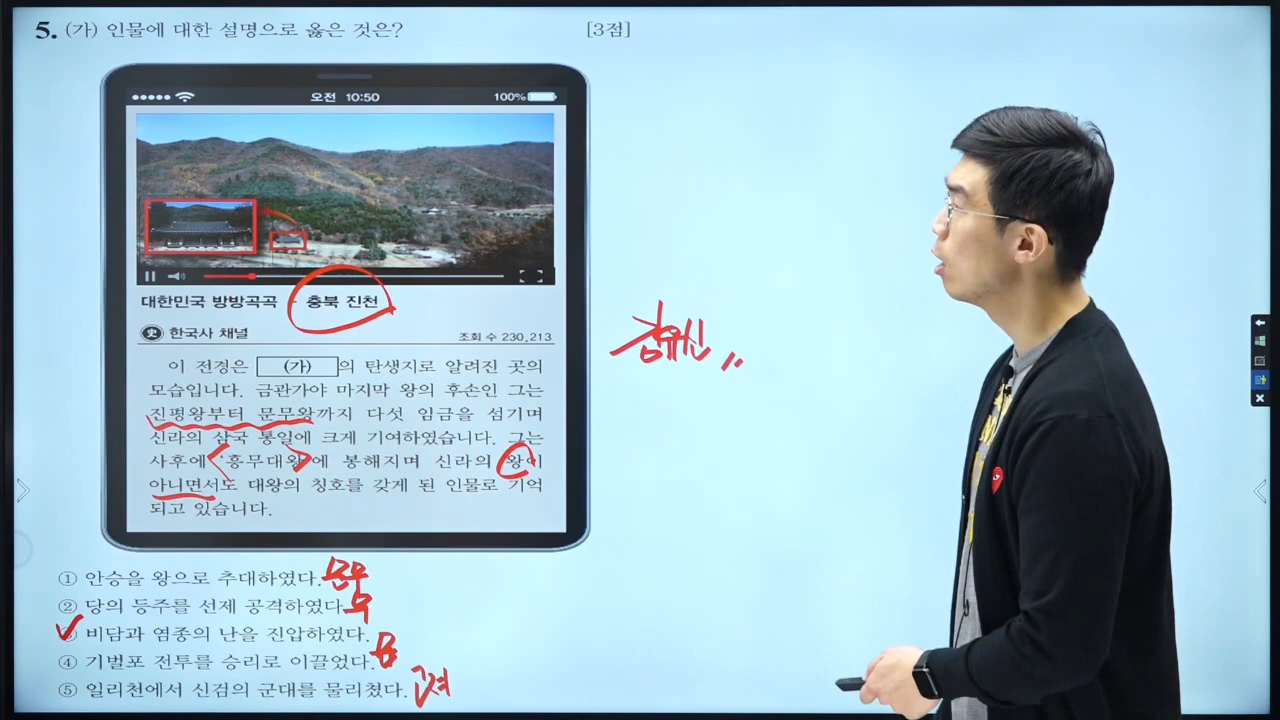 5. (가) 인물에 대한 설명으로 옳은 것은? [3점]
오전 10:50 100%
대한민국 방방곡곡 - 충북 진천
史 한국사 채널 조회 수 230,213
이 전경은 (가) 의 탄생지로 알려진 곳의
모습입니다. 금관가야 마지막 왕의 후손인 그는
진평왕부터 문무왕까지 다섯 임금을 섬기며
신라의 삼국 통일에 크게 기여하였습니다. 그는
사후에 ‘흥무대왕’에 봉해지며 신라의 왕이
아니면서도 대왕의 칭호를 갖게 된 인물로 기억
되고 있습니다.
김유신
① 안승을 왕으로 추대하였다. 문무
② 당의 등주를 선제 공격하였다. 무
③ 비담과 염종의 난을 진압하였다.
④ 기벌포 전투를 승리로 이끌었다.
⑤ 일리천에서 신검의 군대를 물리쳤다. 고려